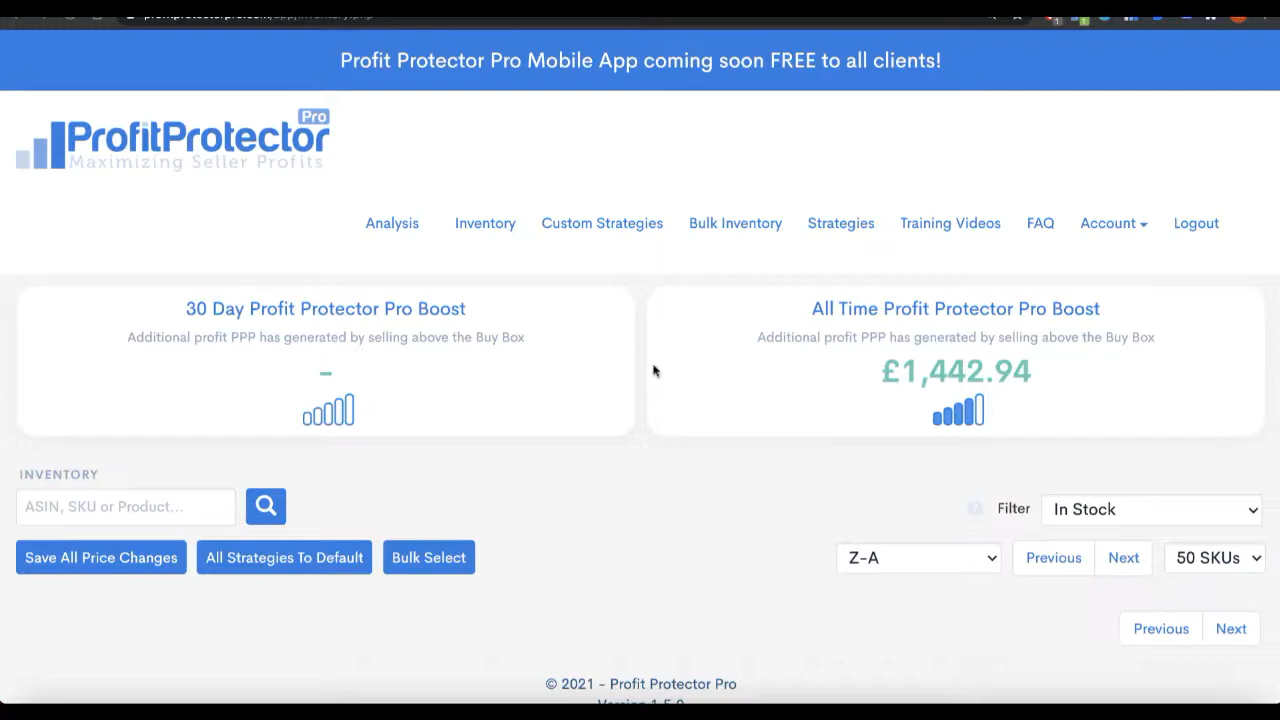 Profit Protector Pro Mobile App coming soon FREE to all clients!
ProfitProtector Pro
Maximizing Seller Profits
Analysis Inventory Custom Strategies Bulk Inventory Strategies Training Videos FAQ Account Logout
30 Day Profit Protector Pro Boost
Additional profit PPP has generated by selling above the Buy Box
-
All Time Profit Protector Pro Boost
Additional profit PPP has generated by selling above the Buy Box
£1,442.94
INVENTORY
ASIN, SKU or Product...
Filter In Stock
Save All Price Changes All Strategies To Default Bulk Select
Z-A Previous Next 50 SKUs
Previous Next
© 2021 - Profit Protector Pro
Version 1.5.0